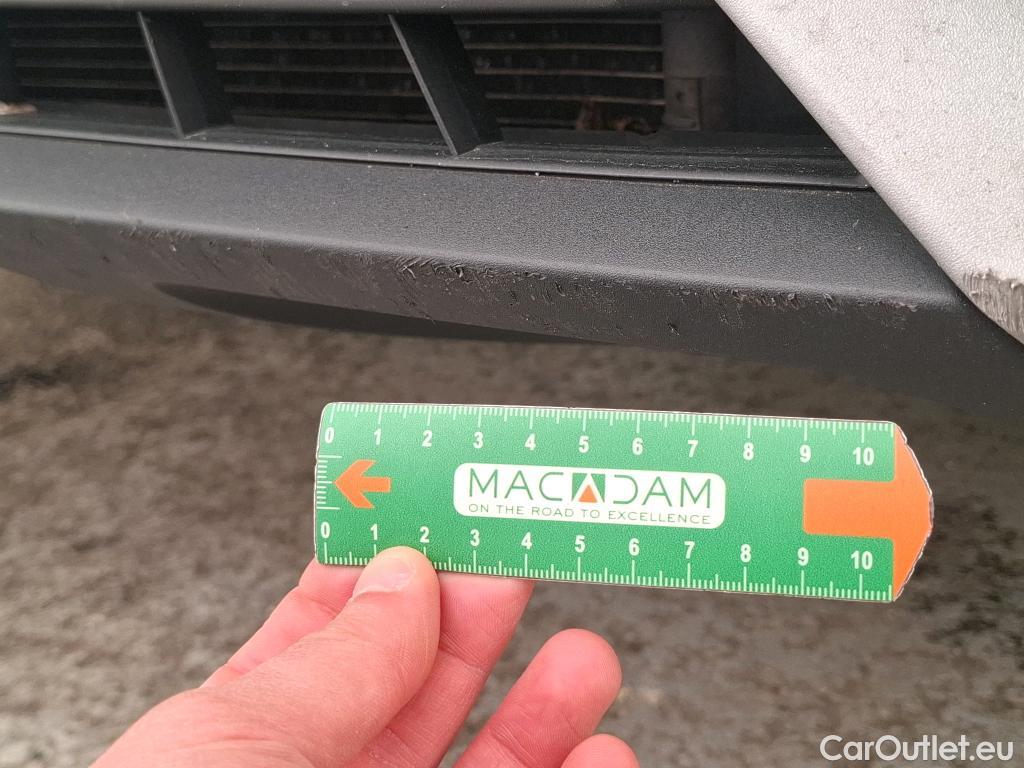 0 1 2 3 4 5 6 7 8 9 10
MACADAM
ON THE ROAD TO EXCELLENCE
0 1 2 3 4 5 6 7 8 9 10
CarOutlet.eu